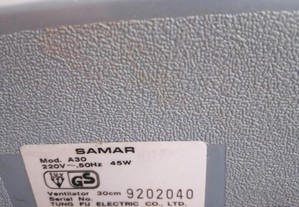 SAMAR
Mod. A30
220V~.50Hz 45W
GS
Ventilator 30cm
Serial No. 9202040
TUNG FU ELECTRIC CO., LTD.